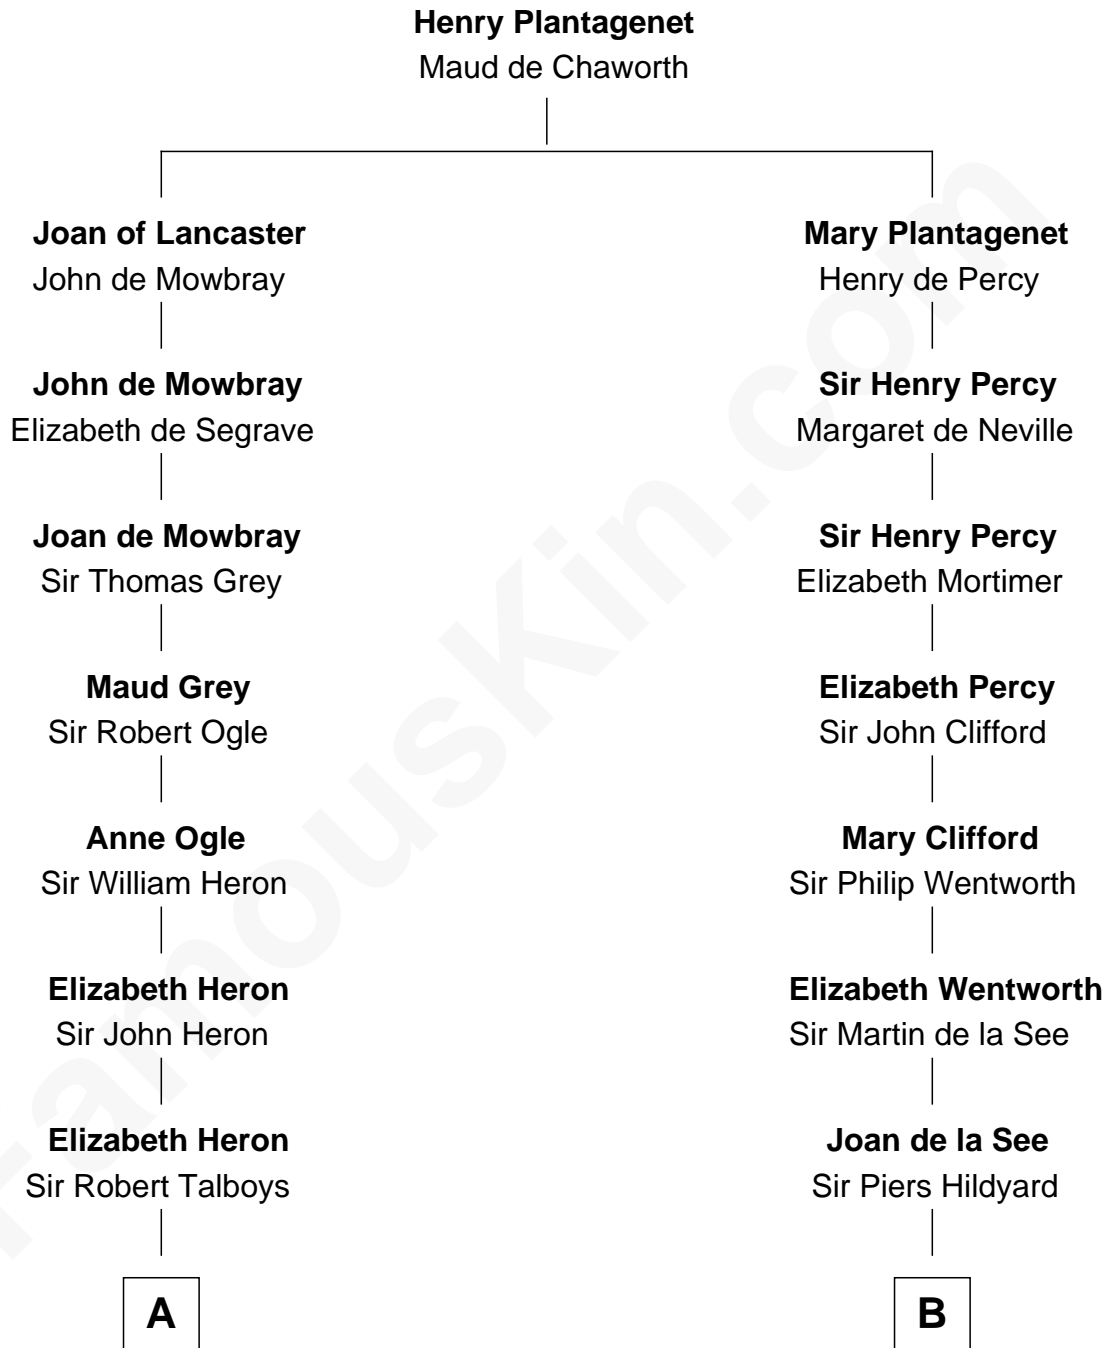 Henry Plantagenet
Maud de Chaworth
Joan of Lancaster
John de Mowbray
Mary Plantagenet
Henry de Percy
John de Mowbray
Elizabeth de Segrave
Sir Henry Percy
Margaret de Neville
Joan de Mowbray
Sir Thomas Grey
Sir Henry Percy
Elizabeth Mortimer
Maud Grey
Sir Robert Ogle
Elizabeth Percy
Sir John Clifford
Anne Ogle
Sir William Heron
Mary Clifford
Sir Philip Wentworth
Elizabeth Heron
Sir John Heron
Elizabeth Wentworth
Sir Martin de la See
Elizabeth Heron
Sir Robert Talboys
Joan de la See
Sir Piers Hildyard
A
B
FamousKin.com